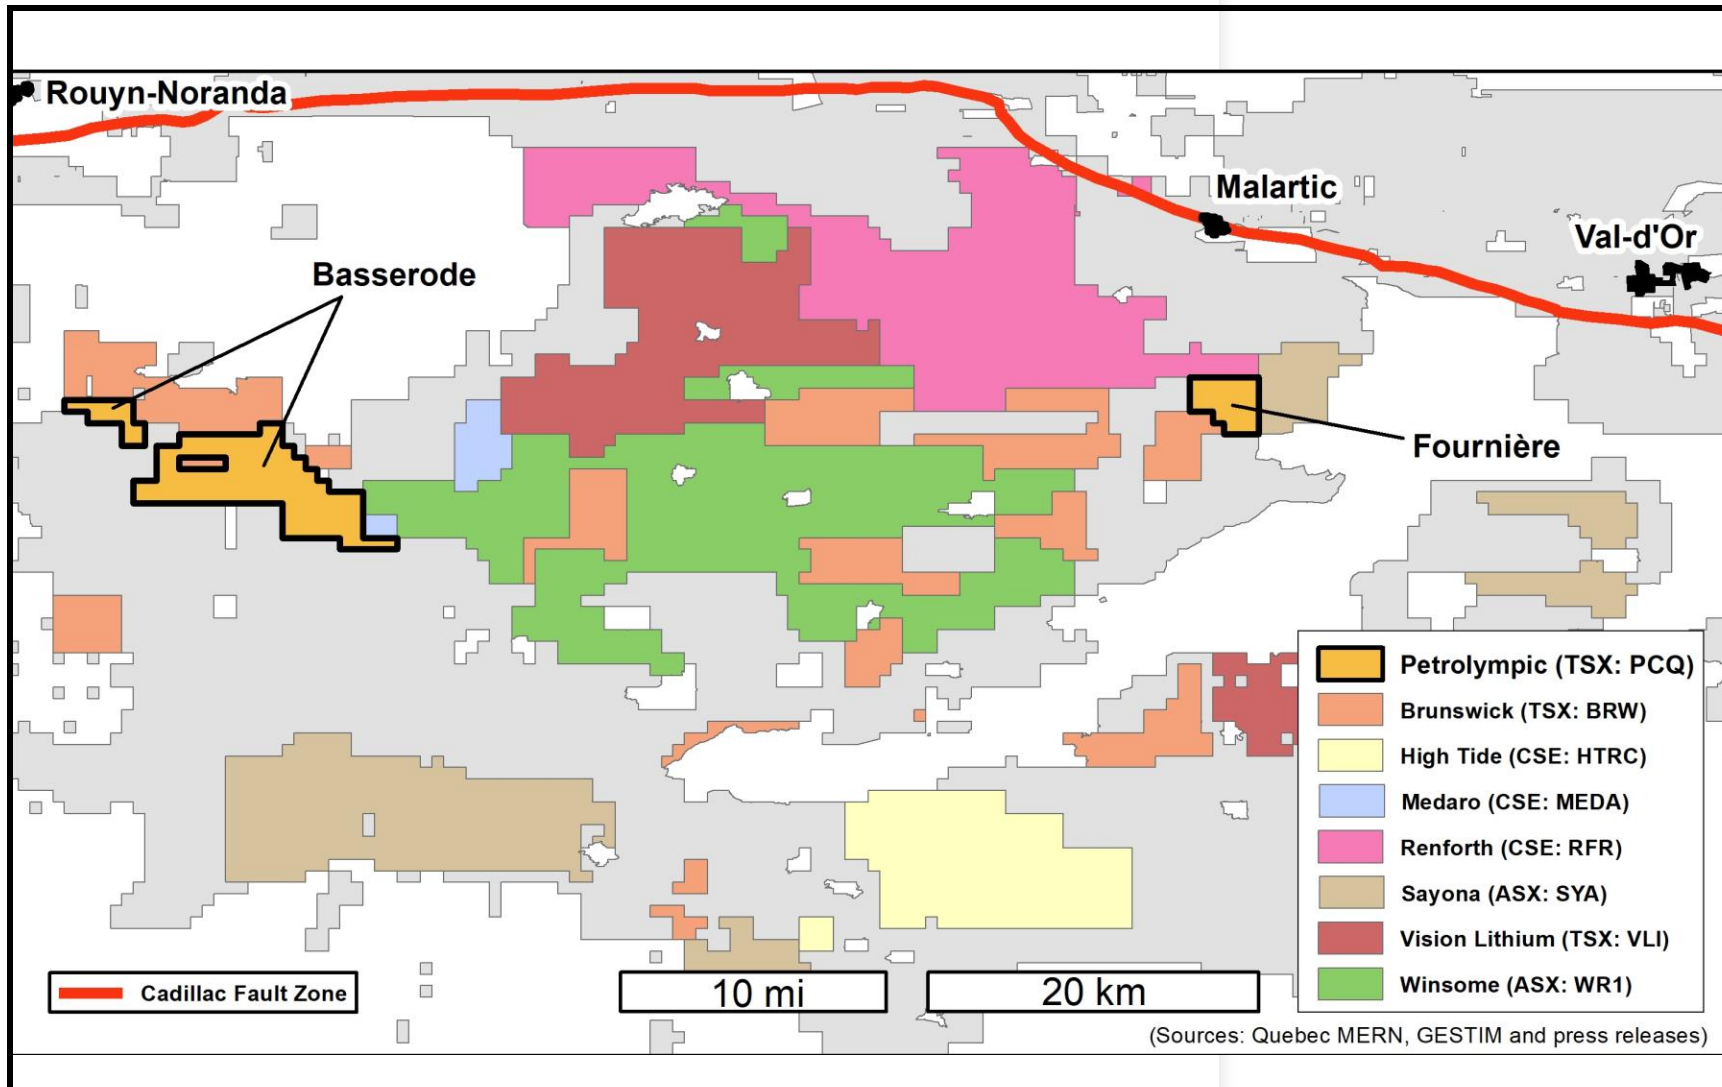 Rouyn-Noranda
Malartic
Val-d'Or
Basserode
Fournière
Petrolympic (TSX: PCQ)
Brunswick (TSX: BRW)
High Tide (CSE: HTRC)
Medaro (CSE: MEDA)
Renforth (CSE: RFR)
Sayona (ASX: SYA)
Vision Lithium (TSX: VLI)
Winsome (ASX: WR1)
Cadillac Fault Zone
10 mi
20 km
(Sources: Quebec MERN, GESTIM and press releases)